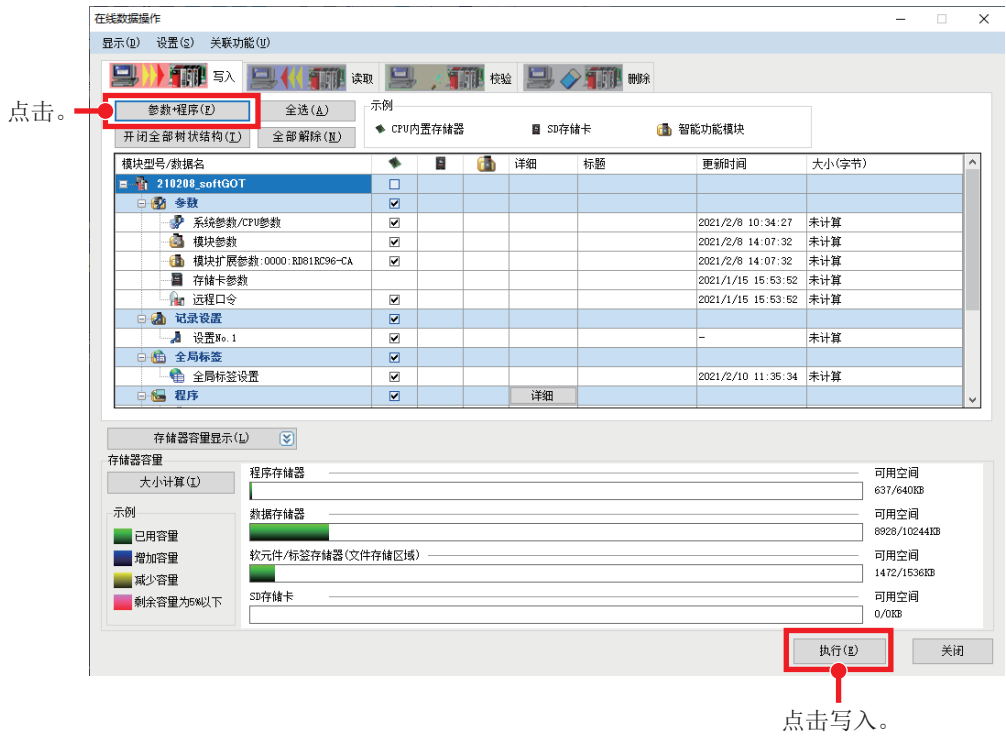 在线数据操作
显示(D) 设置(S) 关联功能(U)
写入 读取 校验 删除
点击。
参数+程序(F) 全选(A)
开闭全部树状结构(T) 全部解除(N)
示例
CPU内置存储器 SD存储卡 智能功能模块
模块型号/数据名 详细 标题 更新时间 大小(字节)
210208_softGOT
参数
系统参数/CPU参数 2021/2/8 10:34:27 未计算
模块参数 2021/2/8 14:07:32 未计算
模块扩展参数:0000:RD81RC96-CA 2021/2/8 14:07:32 未计算
存储卡参数 2021/1/15 15:53:52 未计算
远程口令 2021/1/15 15:53:52 未计算
记录设置
设置No.1 - 未计算
全局标签
全局标签设置 2021/2/10 11:35:34 未计算
程序 详细
存储器容量显示(L)
存储器容量
大小计算(I)
示例
已用容量
增加容量
减少容量
剩余容量为5%以下
程序存储器 可用空间
637/640KB
数据存储器 可用空间
8928/10244KB
软元件/标签存储器(文件存储区域) 可用空间
1472/1536KB
SD存储卡 可用空间
0/0KB
执行(E) 关闭
点击写入。